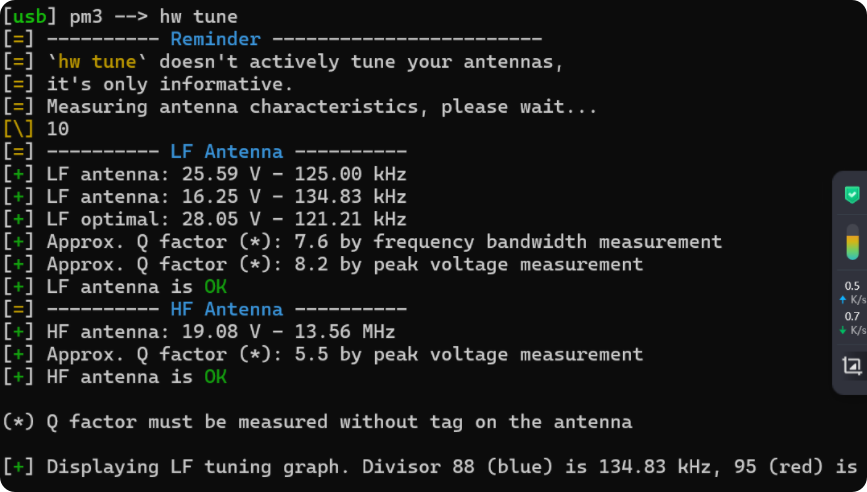 [usb] pm3 --> hw tune
[=] ---------- Reminder ------------------------
[=] `hw tune` doesn't actively tune your antennas,
[=] it's only informative.
[=] Measuring antenna characteristics, please wait...
[\] 10
[=] ---------- LF Antenna ----------
[+] LF antenna: 25.59 V - 125.00 kHz
[+] LF antenna: 16.25 V - 134.83 kHz
[+] LF optimal: 28.05 V - 121.21 kHz
[+] Approx. Q factor (*): 7.6 by frequency bandwidth measurement
[+] Approx. Q factor (*): 8.2 by peak voltage measurement
[+] LF antenna is OK
[=] ---------- HF Antenna ----------
[+] HF antenna: 19.08 V - 13.56 MHz
[+] Approx. Q factor (*): 5.5 by peak voltage measurement
[+] HF antenna is OK
(*) Q factor must be measured without tag on the antenna
[+] Displaying LF tuning graph. Divisor 88 (blue) is 134.83 kHz, 95 (red) is
0.5
K/s
0.7
K/s